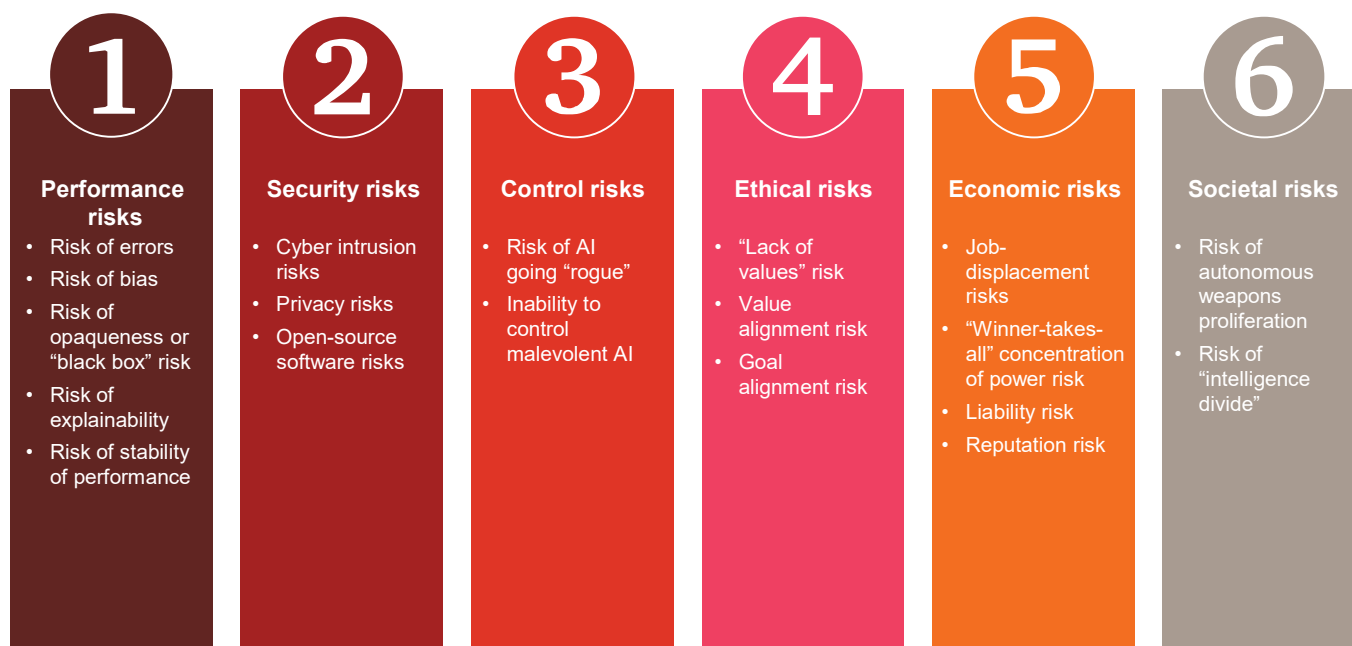 1
Performance
risks
• Risk of errors
• Risk of bias
• Risk of
opaqueness or
“black box” risk
• Risk of
explainability
• Risk of stability
of performance
2
Security risks
• Cyber intrusion
risks
• Privacy risks
• Open-source
software risks
3
Control risks
• Risk of AI
going “rogue”
• Inability to
control
malevolent AI
4
Ethical risks
• “Lack of
values” risk
• Value
alignment risk
• Goal
alignment risk
5
Economic risks
• Job-
displacement
risks
• “Winner-takes-
all” concentration
of power risk
• Liability risk
• Reputation risk
6
Societal risks
• Risk of
autonomous
weapons
proliferation
• Risk of
“intelligence
divide”